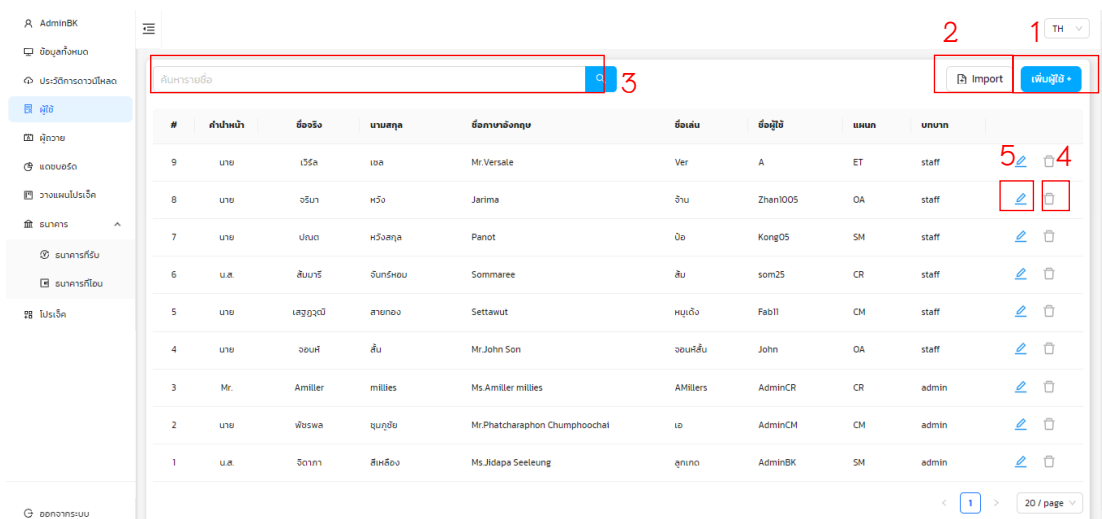 AdminBK
ข้อมูลทั้งหมด
ประวัติการดาวน์โหลด
ผู้ใช้
ผู้ถวาย
แดชบอร์ด
วางแผนโปรเจ็ค
ธนาคาร
ธนาคารที่รับ
ธนาคารที่โอน
โปรเจ็ค
ออกจากระบบ
2 1 TH
ค้นหารายชื่อ 3 Import เพิ่มผู้ใช้ +
# คำนำหน้า ชื่อจริง นามสกุล ชื่อภาษาอังกฤษ ชื่อเล่น ชื่อผู้ใช้ แผนก บทบาท
5 4
9 นาย เวิร์ล เซล Mr.Versale Ver A ET staff
8 นาย จริมา หวัง Jarima จ้าน Zhan1005 OA staff
7 นาย ปณต หวังสกุล Panot ป้อ Kong05 SM staff
6 น.ส. ส้มมารี จันทร์หอม Sommaree ส้ม som25 CR staff
5 นาย เสฐฏวุฒิ สายทอง Settawut หมูเด้ง Fab11 CM staff
4 นาย จอนห์ สั้น Mr.John Son จอนห์สั้น John OA staff
3 Mr. Amiller millies Ms.Amiller millies AMillers AdminCR CR admin
2 นาย พัชรพล ชุมภูชัย Mr.Phatcharaphon Chumphoochai เอ AdminCM CM admin
1 น.ส. จิดาภา สีเหลือง Ms.Jidapa Seeleung ลูกเกด AdminBK SM admin
< 1 > 20 / page